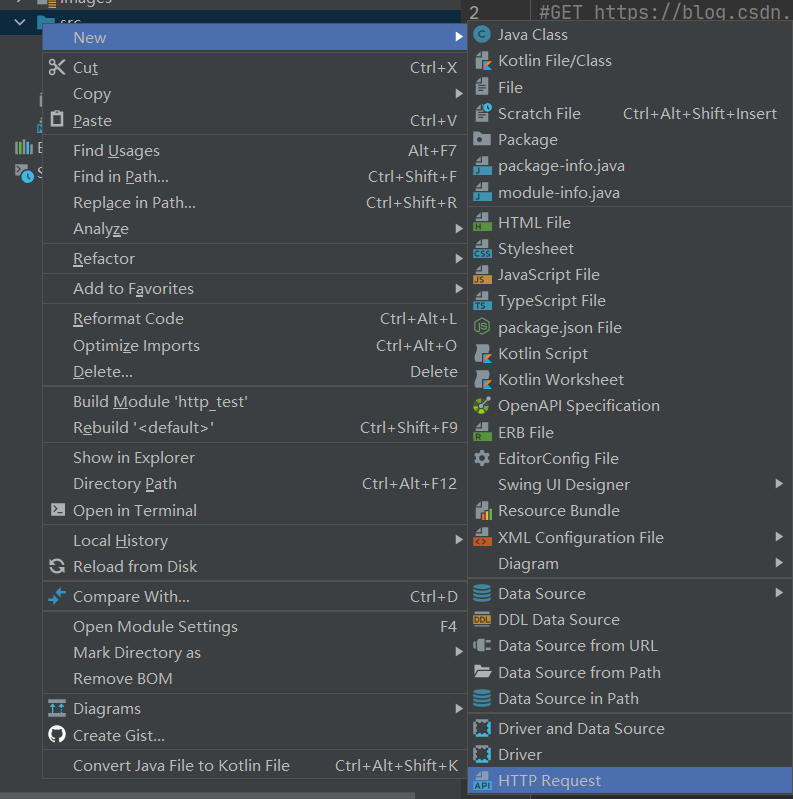 images
src
2 #GET https://blog.csdn.
New
Cut Ctrl+X
Copy
Paste Ctrl+V
Find Usages Alt+F7
Find in Path... Ctrl+Shift+F
Replace in Path... Ctrl+Shift+R
Analyze
Refactor
Add to Favorites
Reformat Code Ctrl+Alt+L
Optimize Imports Ctrl+Alt+O
Delete... Delete
Build Module 'http_test'
Rebuild '<default>' Ctrl+Shift+F9
Show in Explorer
Directory Path Ctrl+Alt+F12
Open in Terminal
Local History
Reload from Disk
Compare With... Ctrl+D
Open Module Settings F4
Mark Directory as
Remove BOM
Diagrams
Create Gist...
Convert Java File to Kotlin File Ctrl+Alt+Shift+K
Java Class
Kotlin File/Class
File
Scratch File Ctrl+Alt+Shift+Insert
Package
package-info.java
module-info.java
HTML File
Stylesheet
JavaScript File
TypeScript File
package.json File
Kotlin Script
Kotlin Worksheet
OpenAPI Specification
ERB File
EditorConfig File
Swing UI Designer
Resource Bundle
XML Configuration File
Diagram
Data Source
DDL Data Source
Data Source from URL
Data Source from Path
Data Source in Path
Driver and Data Source
Driver
HTTP Request